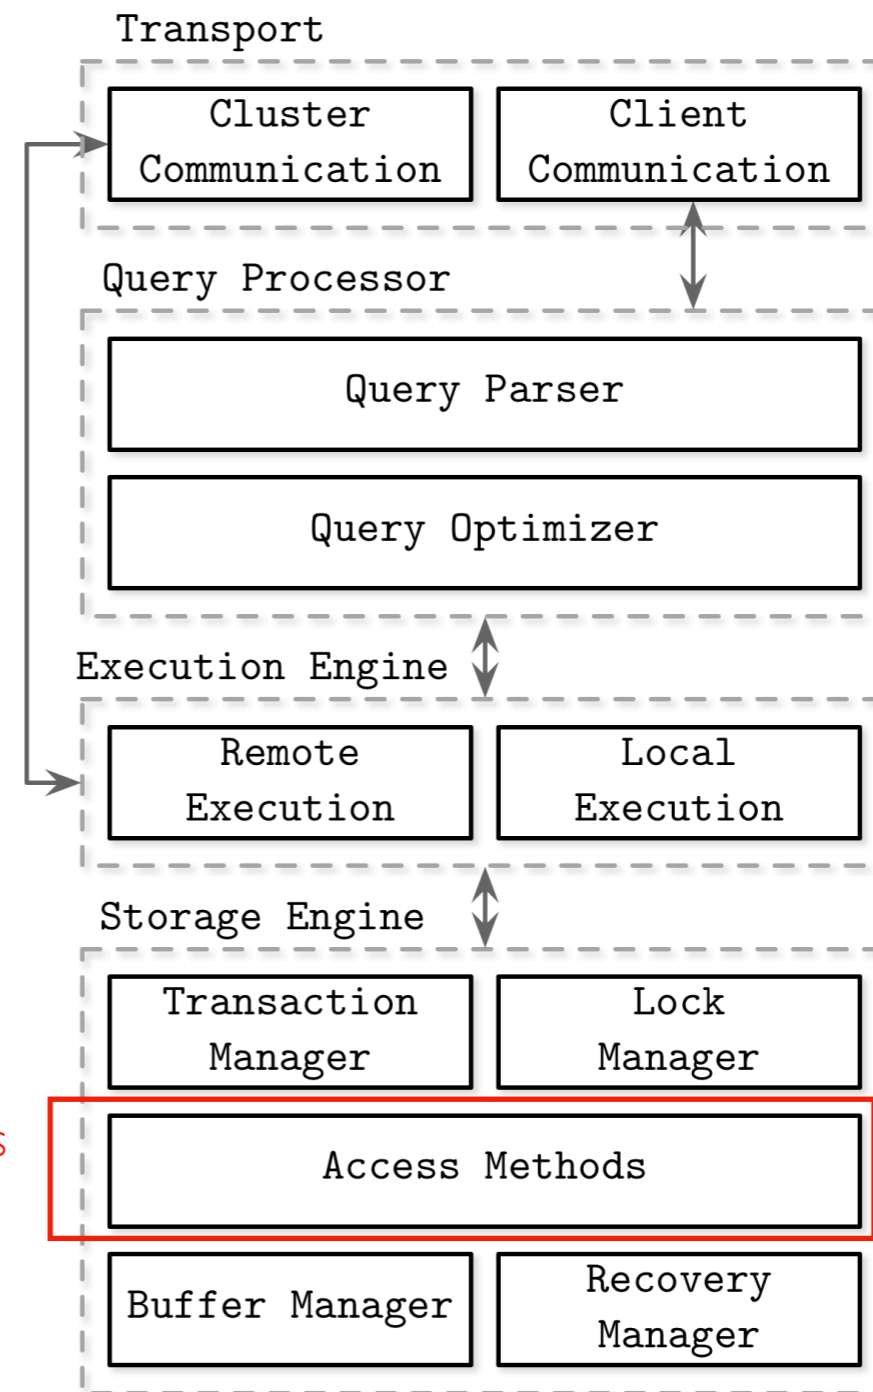 Transport
Cluster
Communication
Client
Communication
Query Processor
Query Parser
Query Optimizer
Execution Engine
Remote
Execution
Local
Execution
Storage Engine
Transaction
Manager
Lock
Manager
Access Methods
Buffer Manager
Recovery
Manager